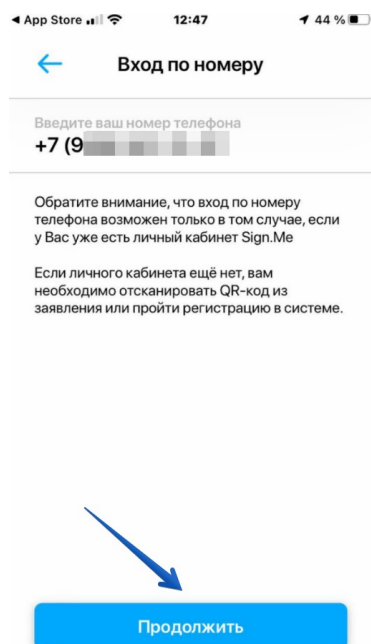 App Store 12:47 44 %
Вход по номеру
Введите ваш номер телефона
+7 (9
Обратите внимание, что вход по номеру
телефона возможен только в том случае, если
у Вас уже есть личный кабинет Sign.Me
Если личного кабинета ещё нет, вам
необходимо отсканировать QR-код из
заявления или пройти регистрацию в системе.
Продолжить